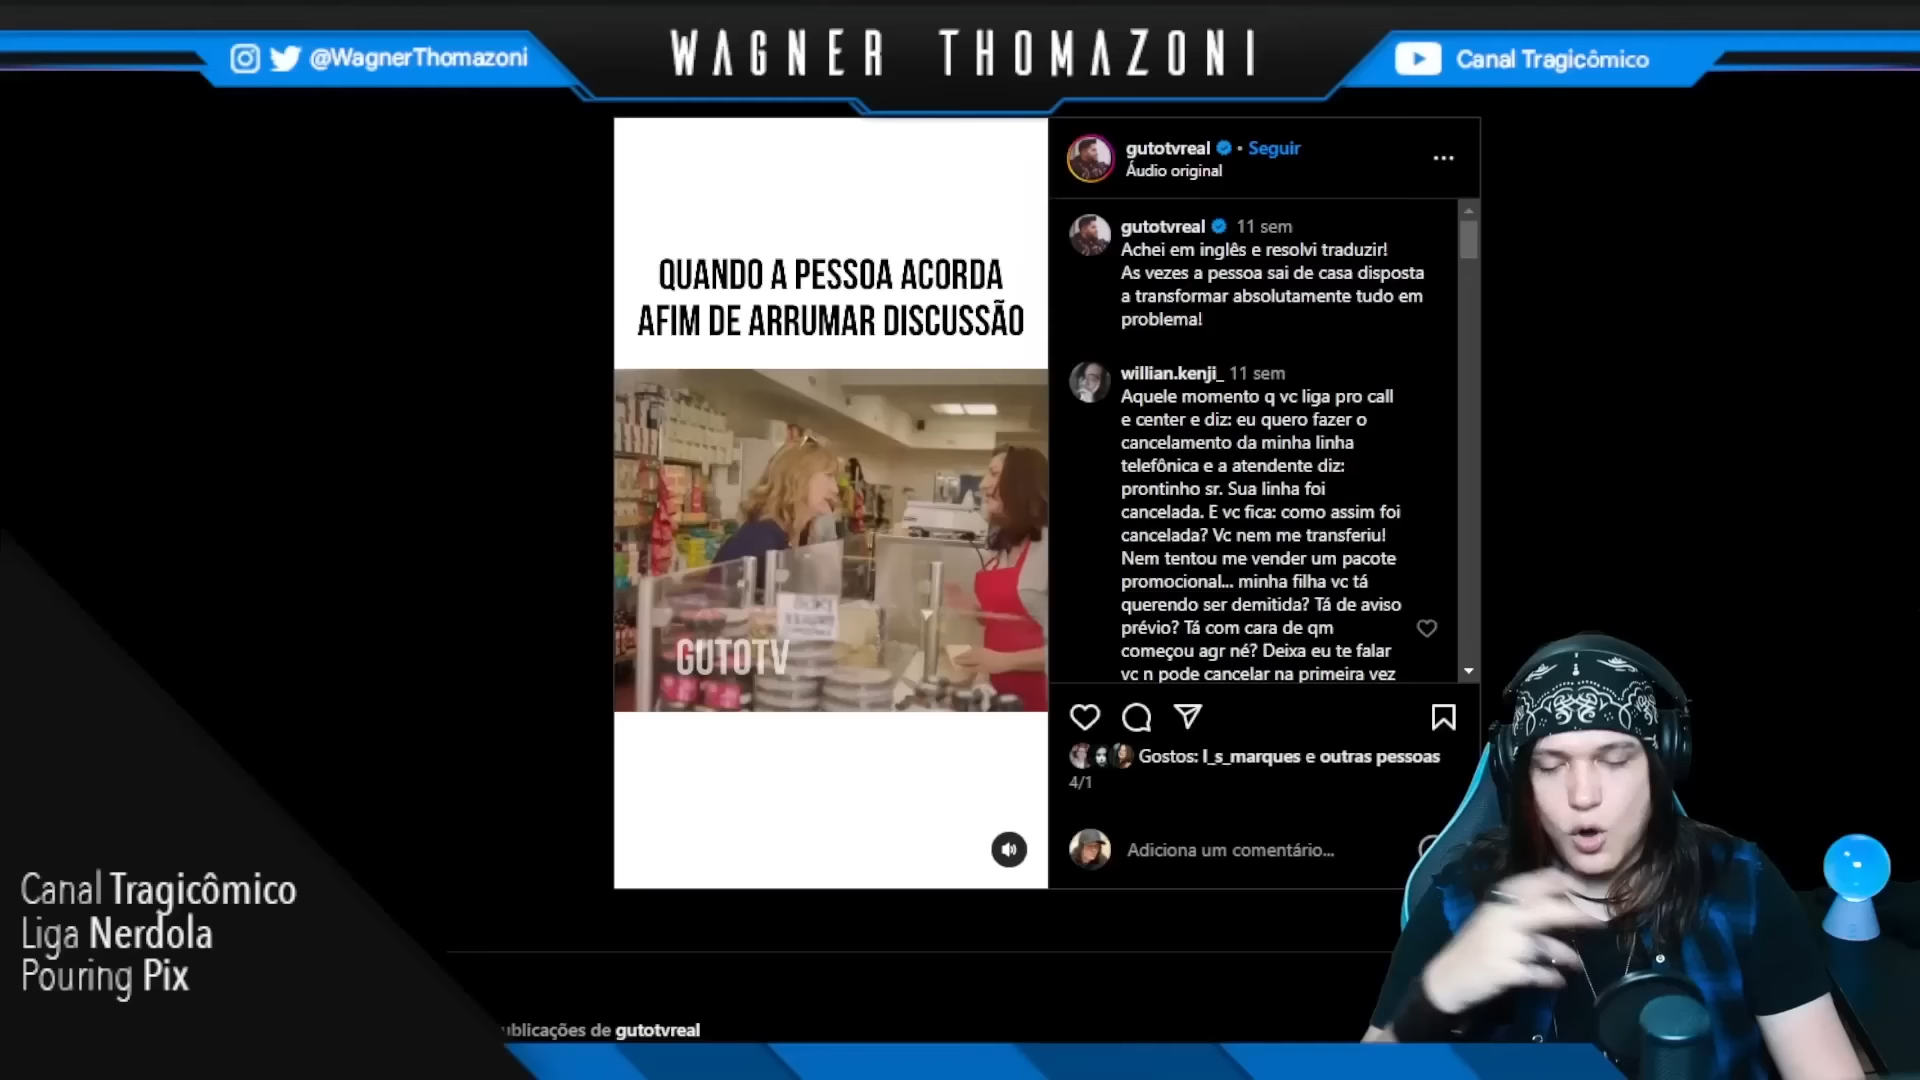 @WagnerThomazoni
WAGNER THOMAZONI
Canal Tragicômico
QUANDO A PESSOA ACORDA
AFIM DE ARRUMAR DISCUSSÃO
GUTOTV
gutotvreal • Seguir
Áudio original
gutotvreal 11 sem
Achei em inglês e resolvi traduzir!
As vezes a pessoa sai de casa disposta
a transformar absolutamente tudo em
problema!
willian.kenji_ 11 sem
Aquele momento q vc liga pro call
e center e diz: eu quero fazer o
cancelamento da minha linha
telefônica e a atendente diz:
prontinho sr. Sua linha foi
cancelada. E vc fica: como assim foi
cancelada? Vc nem me transferiu!
Nem tentou me vender um pacote
promocional... minha filha vc tá
querendo ser demitida? Tá de aviso
prévio? Tá com cara de qm
começou agr né? Deixa eu te falar
vc n pode cancelar na primeira vez
Gostos: l_s_marques e outras pessoas
4/1
Adiciona um comentário...
Canal Tragicômico
Liga Nerdola
Pouring Pix
ublicações de gutotvreal